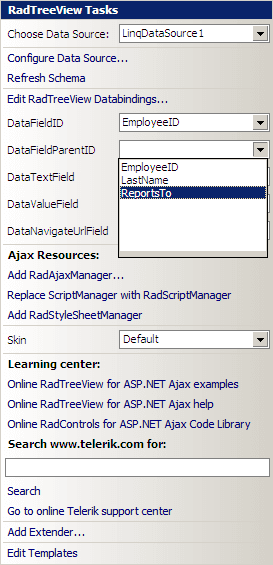 RadTreeView Tasks
Choose Data Source: LinqDataSource1
Configure Data Source...
Refresh Schema
Edit RadTreeView Databindings...
DataFieldID EmployeeID
DataFieldParentID
EmployeeID
DataTextField LastName
ReportsTo
DataValueField
DataNavigateUrlField
Ajax Resources:
Add RadAjaxManager...
Replace ScriptManager with RadScriptManager
Add RadStyleSheetManager
Skin Default
Learning center:
Online RadTreeView for ASP.NET Ajax examples
Online RadTreeView for ASP.NET Ajax help
Online RadControls for ASP.NET Ajax Code Library
Search www.telerik.com for:
Search
Go to online Telerik support center
Add Extender...
Edit Templates